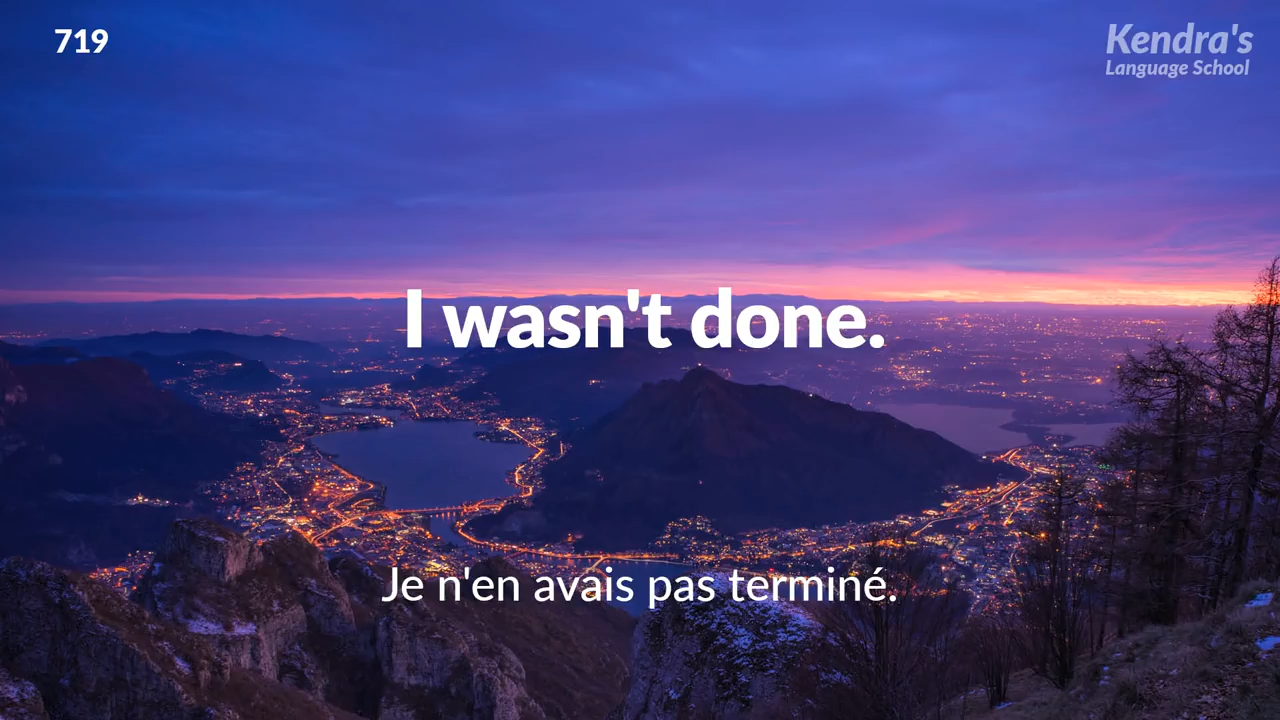 719
Kendra's
Language School
I wasn't done.
Je n'en avais pas terminé.